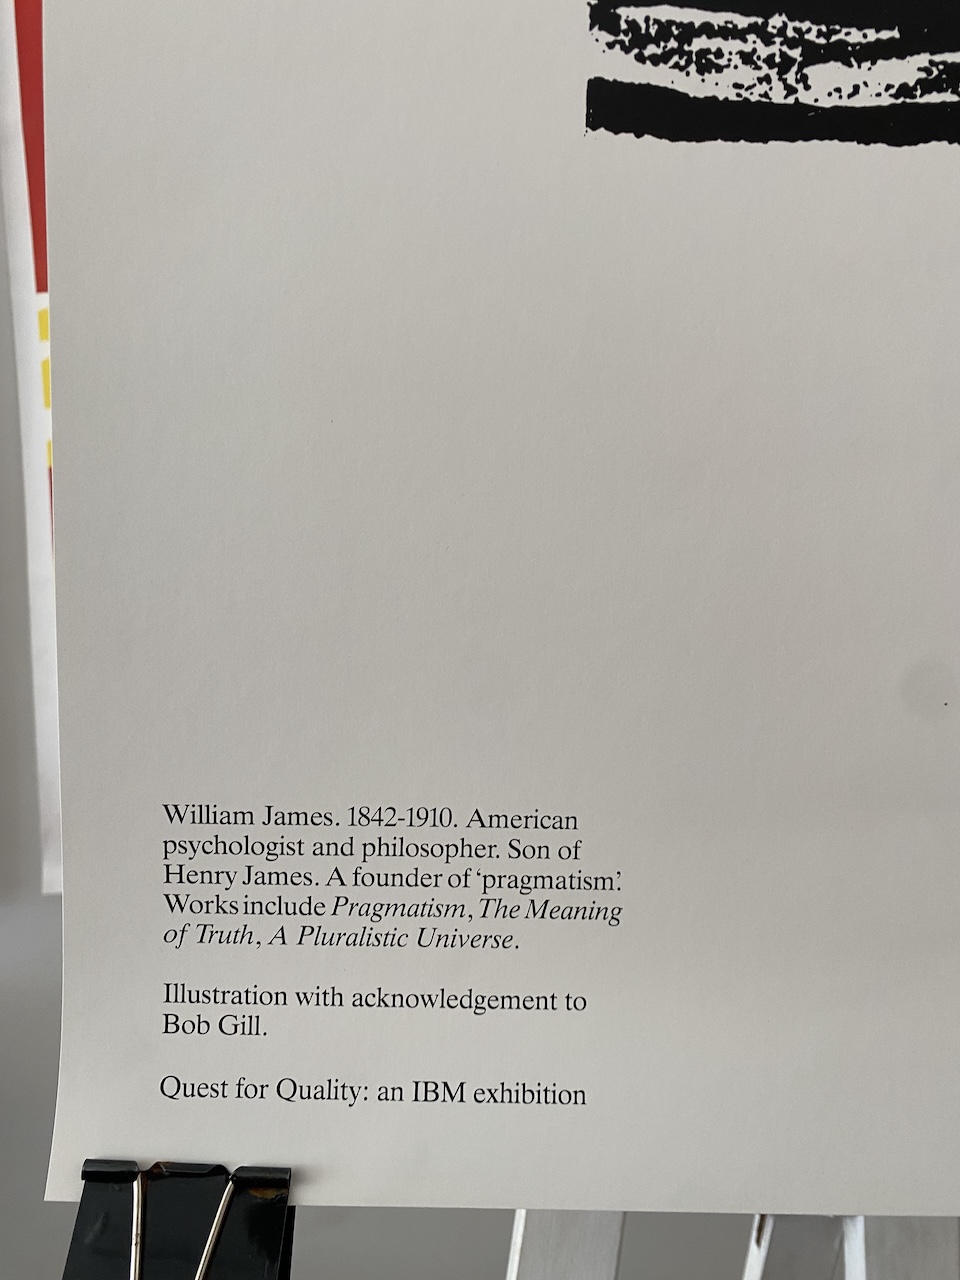 William James. 1842-1910. American
psychologist and philosopher. Son of
Henry James. A founder of ‘pragmatism’.
Works include Pragmatism, The Meaning
of Truth, A Pluralistic Universe.
Illustration with acknowledgement to
Bob Gill.
Quest for Quality: an IBM exhibition